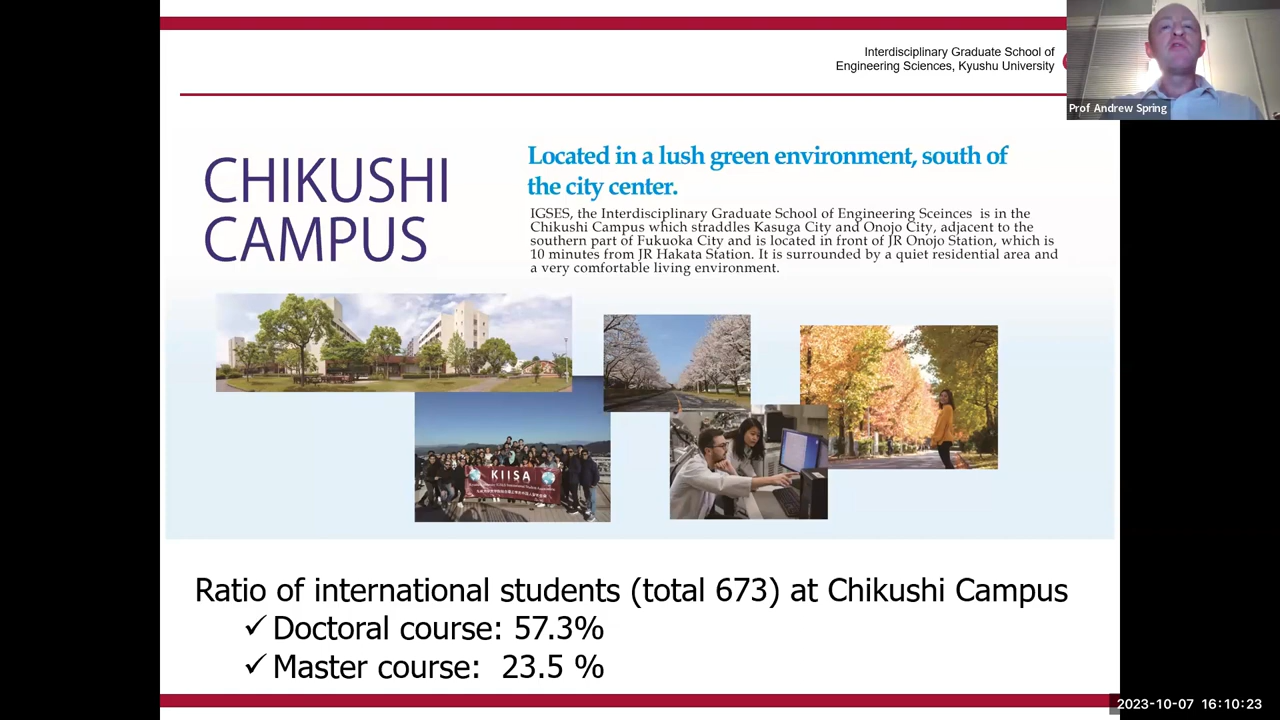 Interdisciplinary Graduate School of
Engineering Sciences, Kyushu University
Prof Andrew Spring
CHIKUSHI
CAMPUS
Located in a lush green environment, south of
the city center.
IGSES, the Interdisciplinary Graduate School of Engineering Sceinces is in the
Chikushi Campus which straddles Kasuga City and Onojo City, adjacent to the
southern part of Fukuoka City and is located in front of JR Onojo Station, which is
10 minutes from JR Hakata Station. It is surrounded by a quiet residential area and
a very comfortable living environment.
KIISA
Ratio of international students (total 673) at Chikushi Campus
✓ Doctoral course: 57.3%
✓ Master course: 23.5 %
2023-10-07 16:10:23